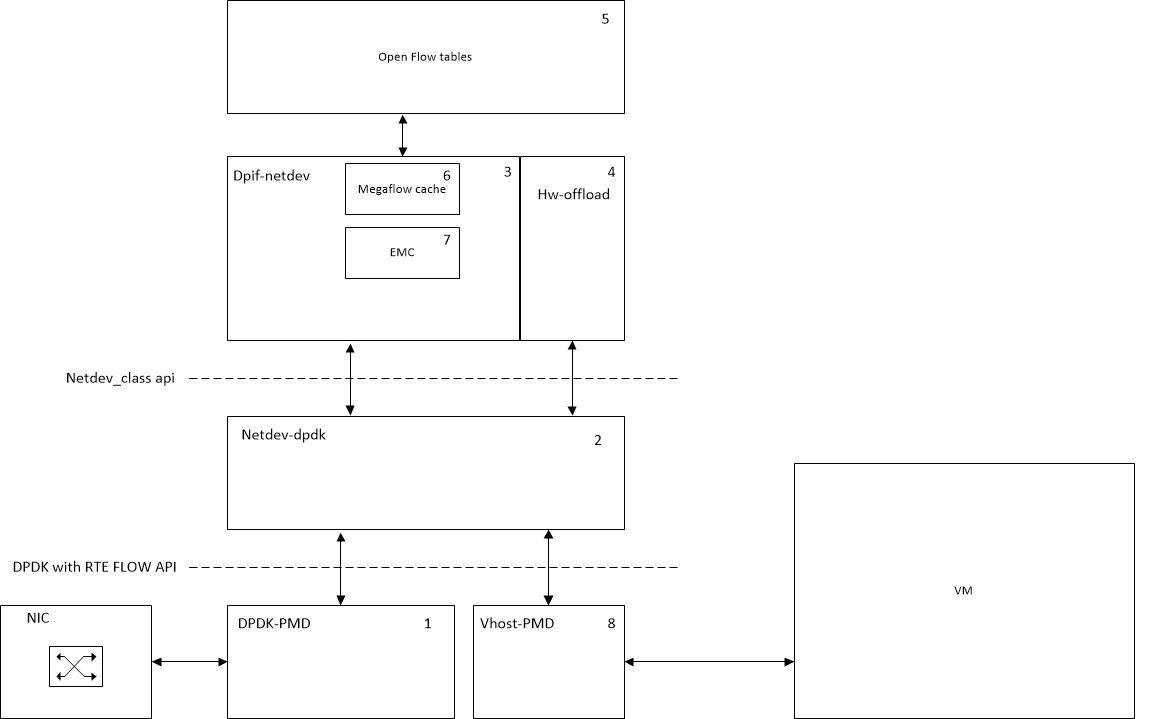 5
Open Flow tables
Dpif-netdev
6
Megaflow cache
3
4
Hw-offload
7
EMC
Netdev_class api
Netdev-dpdk
2
DPDK with RTE FLOW API
NIC
DPDK-PMD
1
Vhost-PMD
8
VM